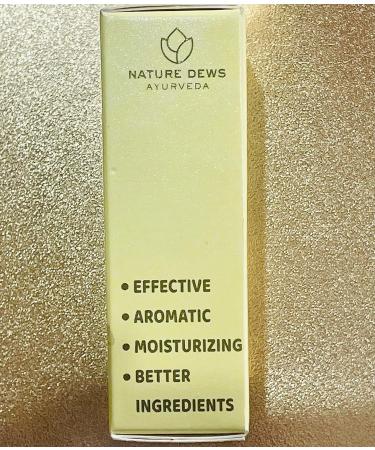 NATURE DEWS
AYURVEDA
• EFFECTIVE
• AROMATIC
• MOISTURIZING
• BETTER
INGREDIENTS